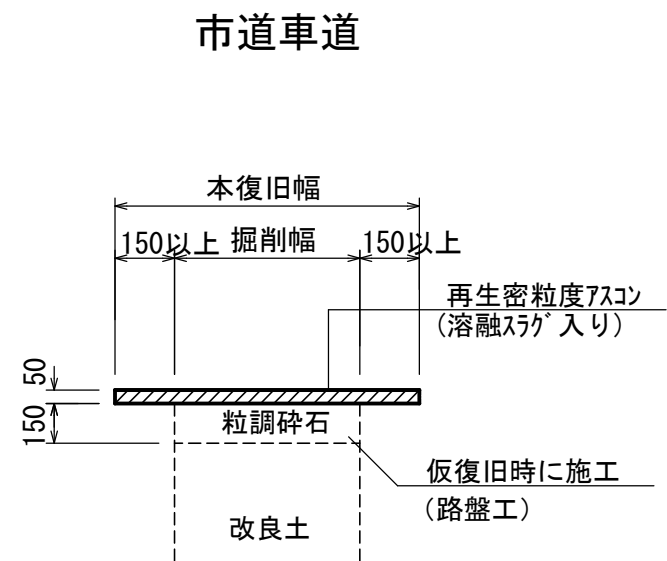 市道車道
本復旧幅
150以上 掘削幅 150以上
再生密粒度ｱｽｺﾝ
(溶融ｽﾗｸﾞ入り)
50
150
粒調砕石
仮復旧時に施工
(路盤工)
改良土